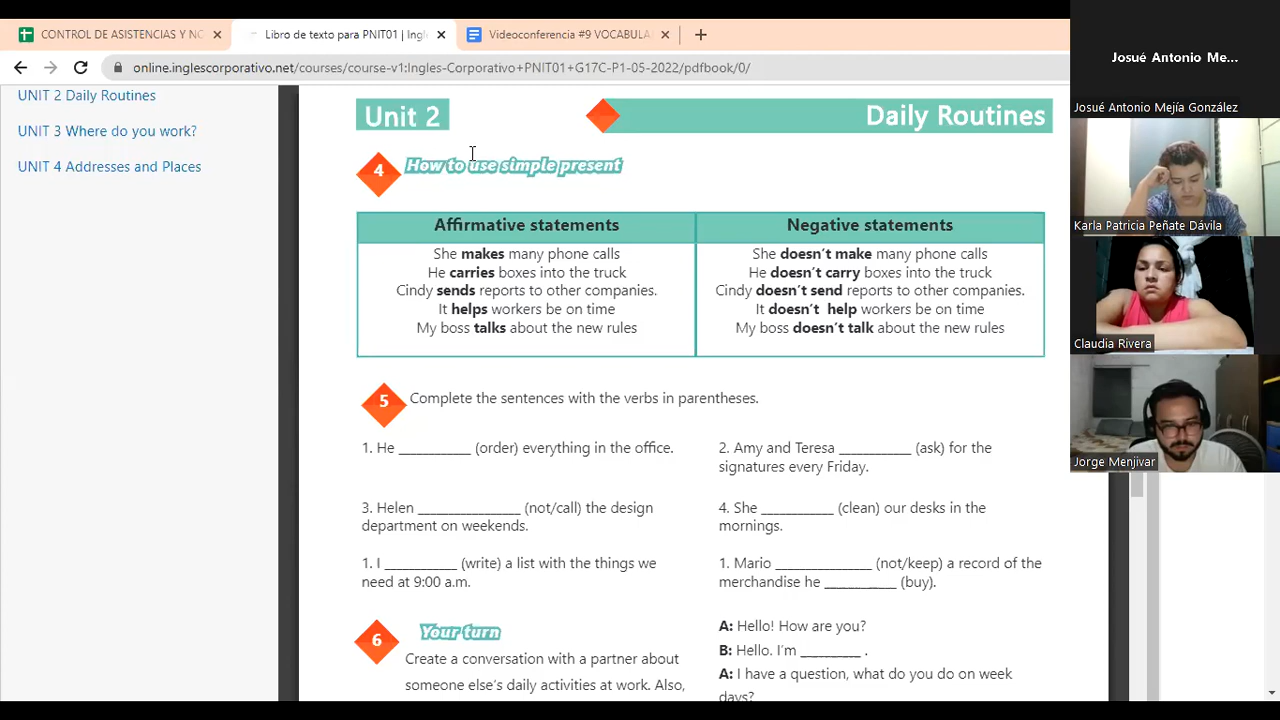 CONTROL DE ASISTENCIAS Y NC
Libro de texto para PNIT01 | Ingl
Videoconferencia #9 VOCABULA
online.inglescorporativo.net/courses/course-v1:Ingles-Corporativo+PNIT01+G17C-P1-05-2022/pdfbook/0/
UNIT 2 Daily Routines
UNIT 3 Where do you work?
UNIT 4 Addresses and Places
Unit 2
Daily Routines
4
How to use simple present
Affirmative statements
She makes many phone calls
He carries boxes into the truck
Cindy sends reports to other companies.
It helps workers be on time
My boss talks about the new rules
Negative statements
She doesn't make many phone calls
He doesn't carry boxes into the truck
Cindy doesn't send reports to other companies.
It doesn't help workers be on time
My boss doesn't talk about the new rules
5
Complete the sentences with the verbs in parentheses.
1. He _________ (order) everything in the office.
2. Amy and Teresa _________ (ask) for the
signatures every Friday.
3. Helen _____________ (not/call) the design
department on weekends.
4. She _________ (clean) our desks in the
mornings.
1. I _________ (write) a list with the things we
need at 9:00 a.m.
1. Mario ____________ (not/keep) a record of the
merchandise he _________ (buy).
6
Your turn
Create a conversation with a partner about
someone else's daily activities at work. Also,
A: Hello! How are you?
B: Hello. I'm ________ .
A: I have a question, what do you do on week
days?
Josué Antonio Me...
Josué Antonio Mejía González
Karla Patricia Peñate Dávila
Claudia Rivera
Jorge Menjivar